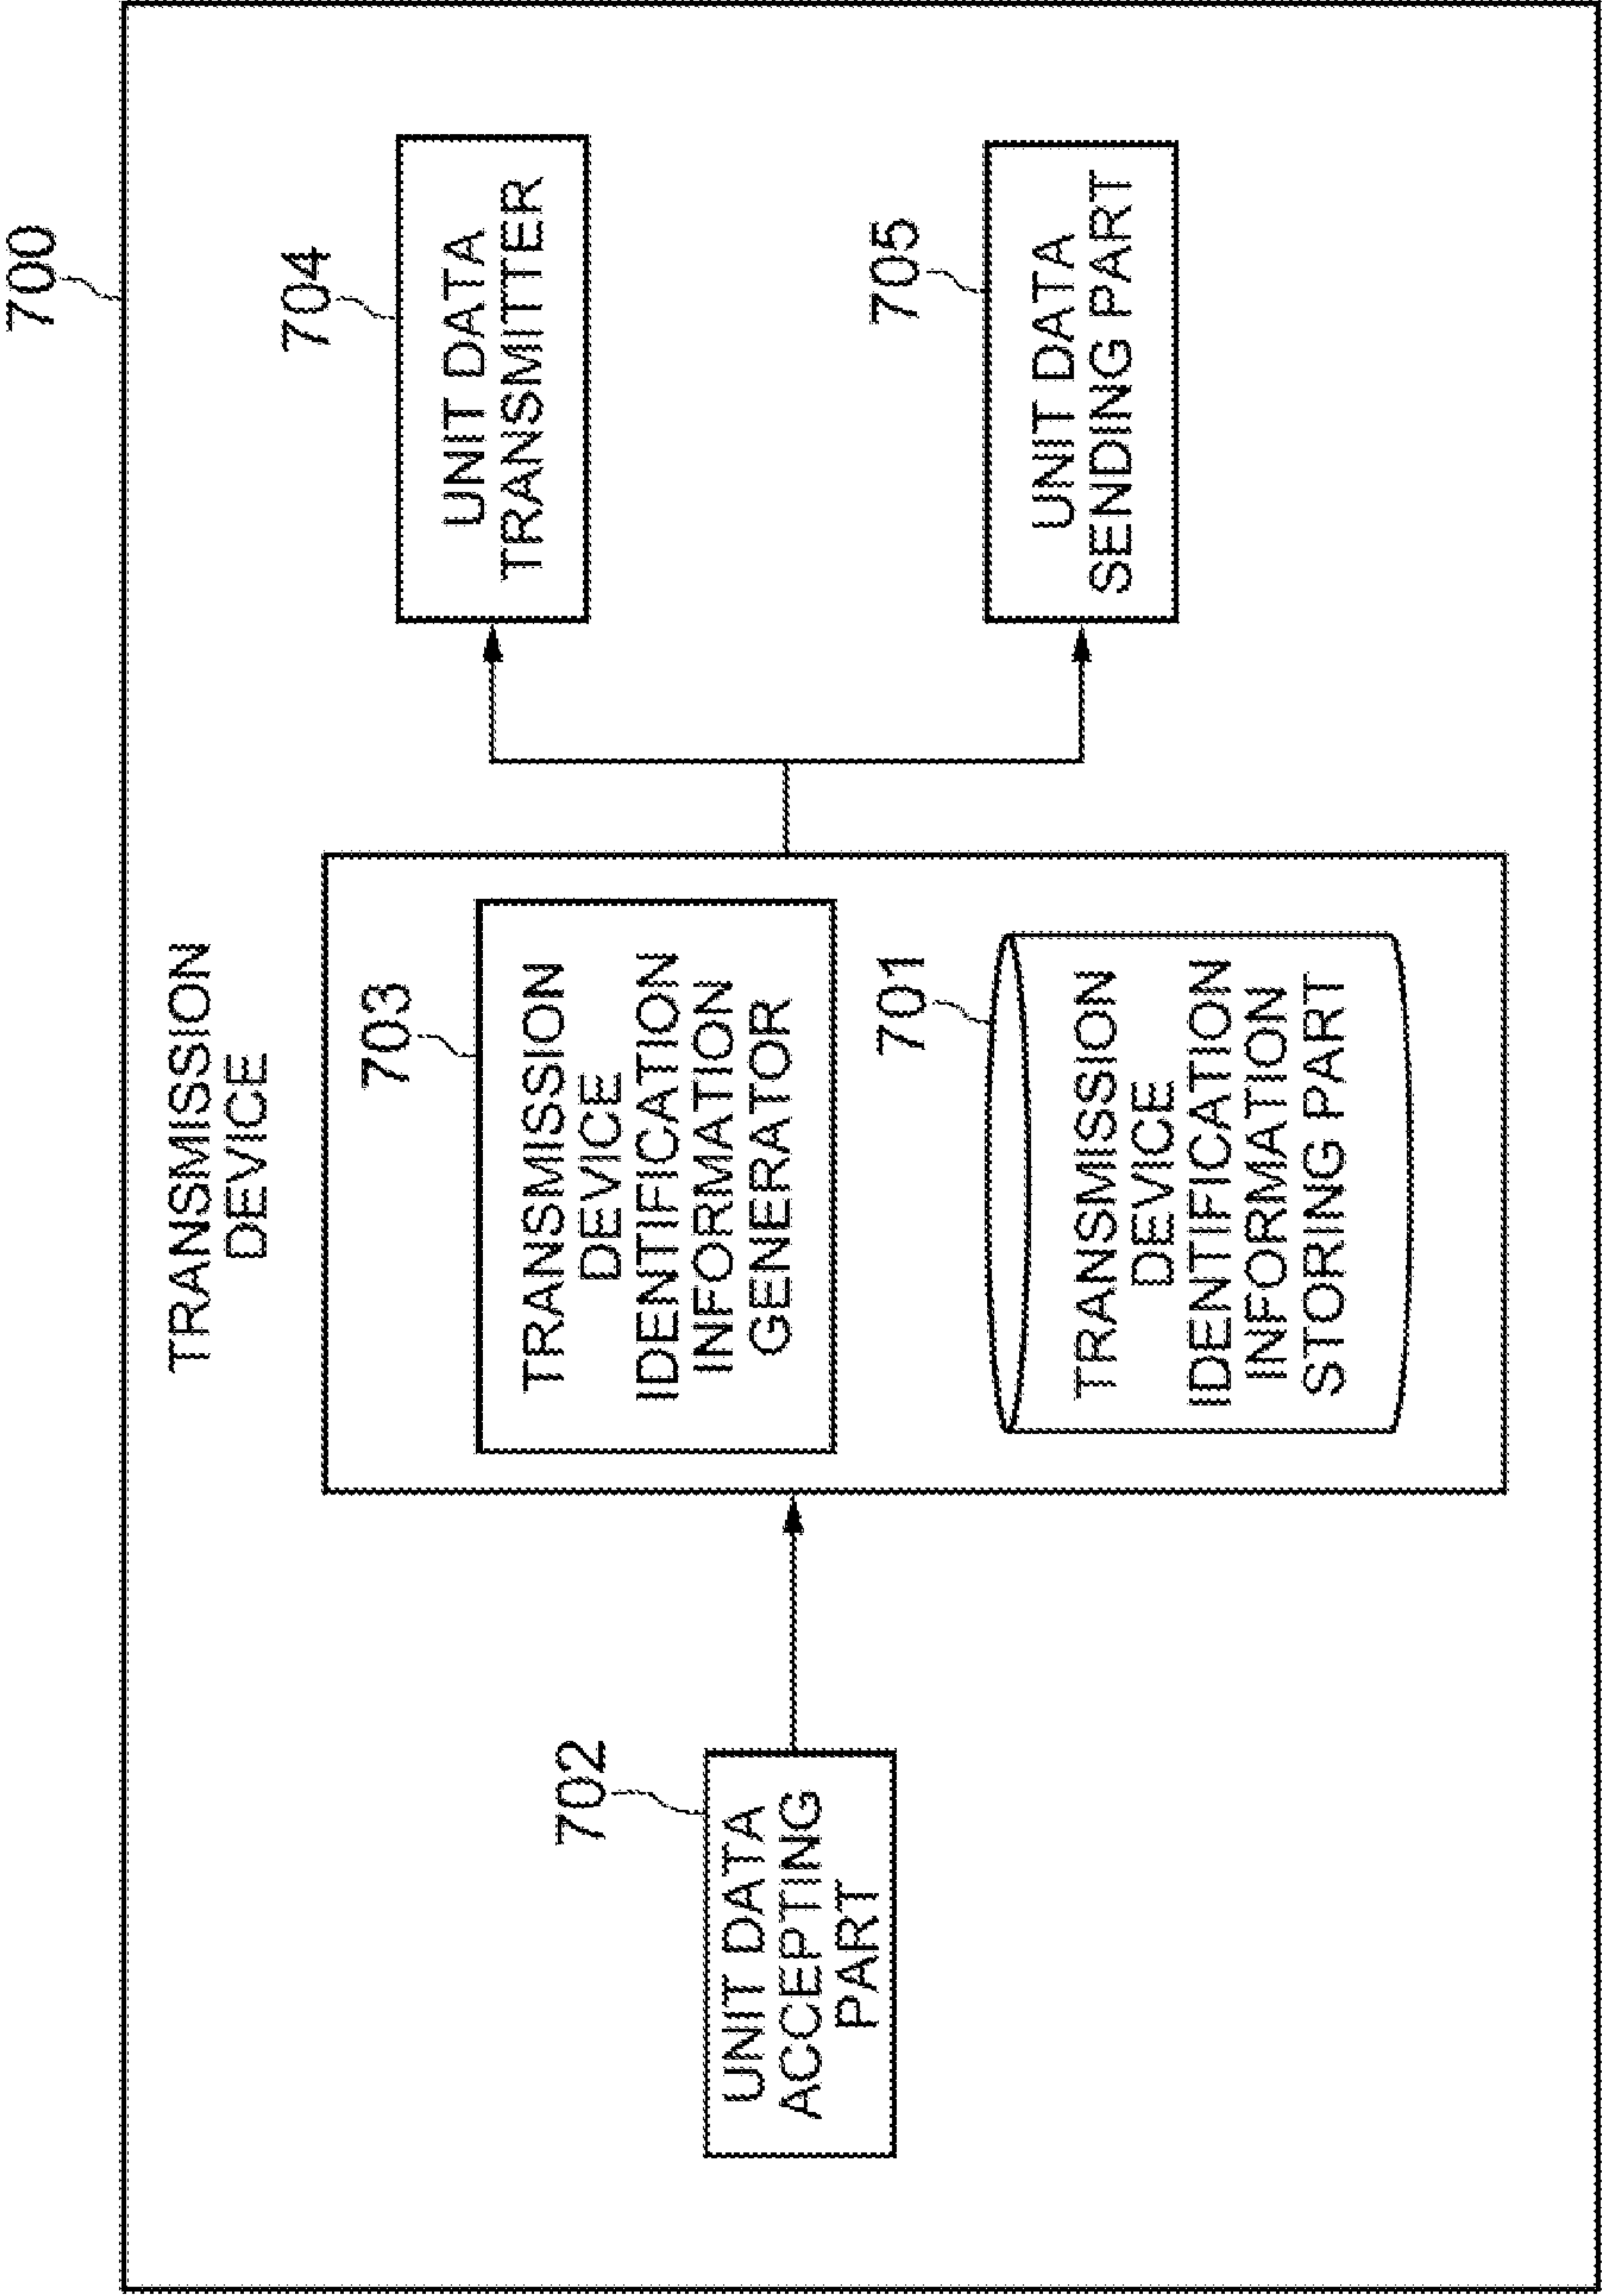 700
TRANSMISSION
DEVICE
702
UNIT DATA
ACCEPTING
PART
703
TRANSMISSION
DEVICE
IDENTIFICATION
INFORMATION
GENERATOR
701
TRANSMISSION
DEVICE
IDENTIFICATION
INFORMATION
STORING PART
704
UNIT DATA
TRANSMITTER
705
UNIT DATA
SENDING PART